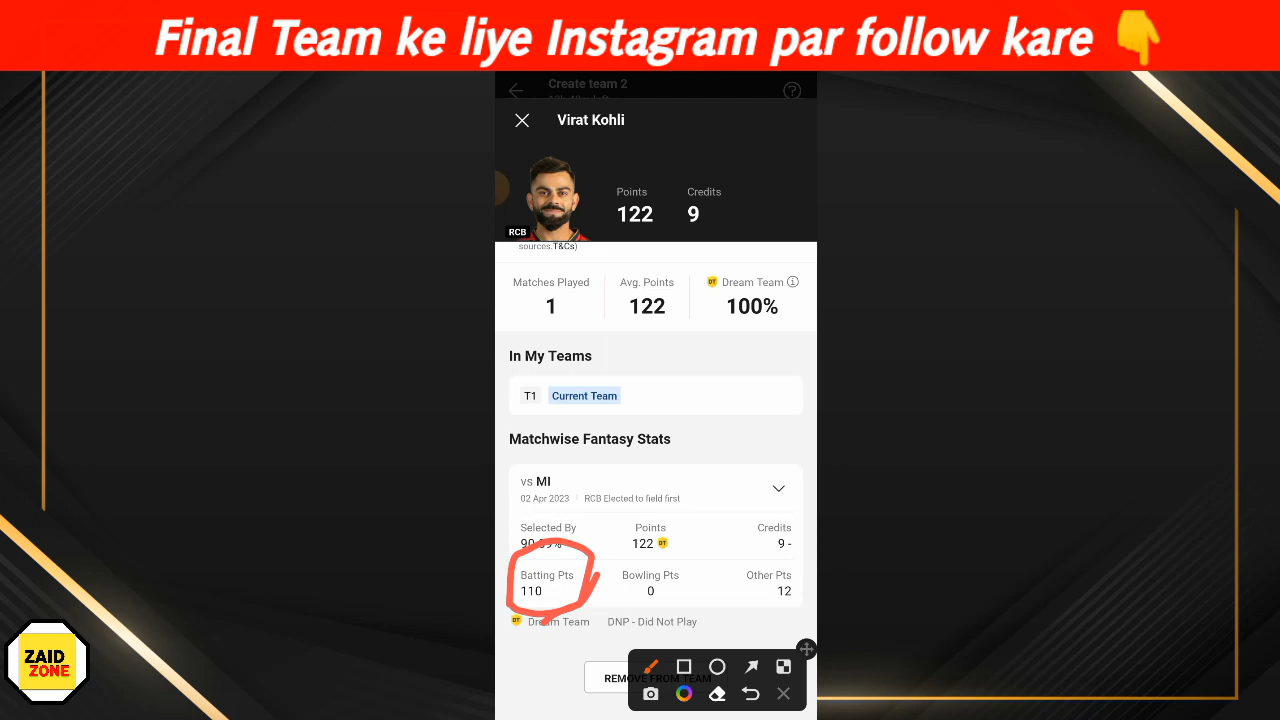 Final Team ke liye Instagram par follow kare 👇
Create team 2
Virat Kohli
Points
Credits
122
9
RCB
sources.T&Cs)
Matches Played
Avg. Points
DT Dream Team
1
122
100%
In My Teams
T1 Current Team
Matchwise Fantasy Stats
vs MI
02 Apr 2023 RCB Elected to field first
Selected By
Points
Credits
122 DT
9 -
Batting Pts
Bowling Pts
Other Pts
110
0
12
DT Dream Team DNP - Did Not Play
REMOVE FROM TEAM
ZAID
ZONE